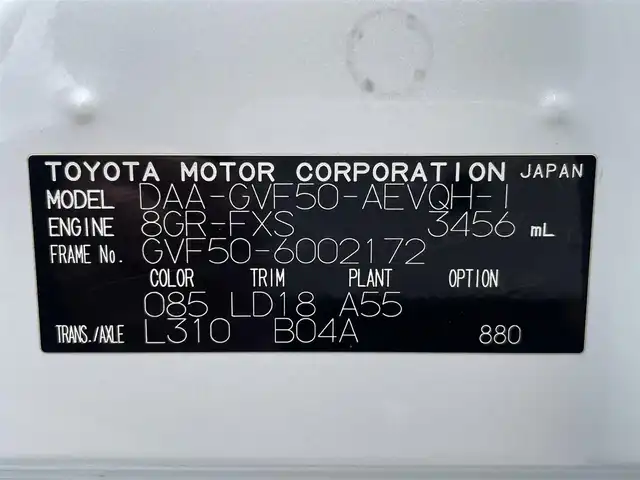 TOYOTA MOTOR CORPORATION JAPAN
MODEL DAA-GVF50-AEVQH-I
ENGINE 8GR-FXS 3456 mL
FRAME No. GVF50-6002172
COLOR TRIM PLANT OPTION
085 LD18 A55
TRANS./AXLE L310 B04A 880